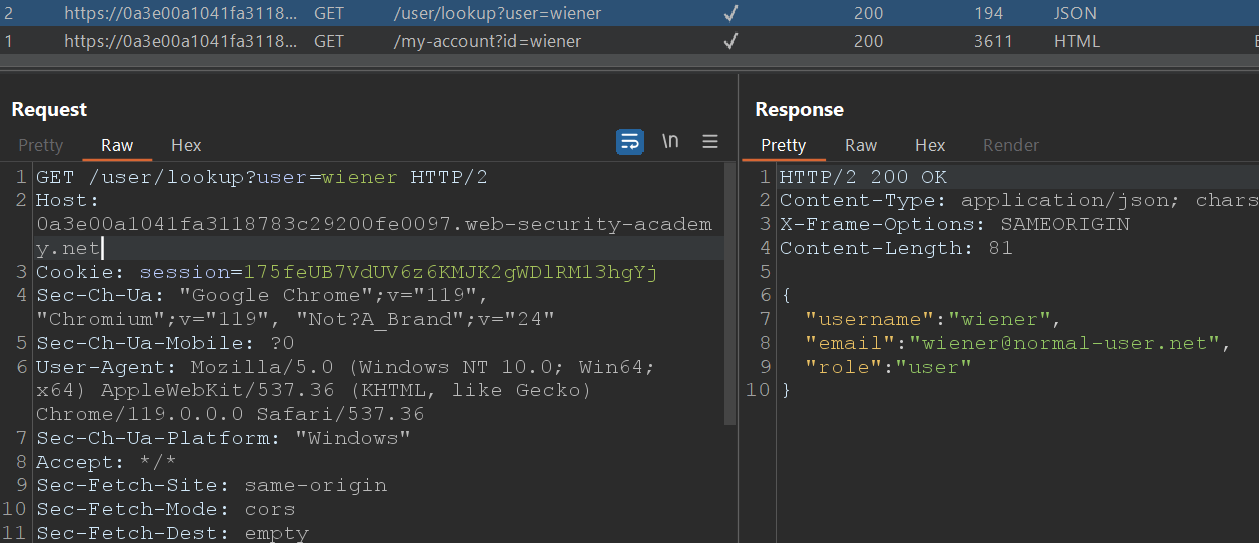 2 https://0a3e00a1041fa3118... GET /user/lookup?user=wiener 200 194 JSON
1 https://0a3e00a1041fa3118... GET /my-account?id=wiener 200 3611 HTML
Request
Pretty Raw Hex \n
1 GET /user/lookup?user=wiener HTTP/2
2 Host:
0a3e00a1041fa3118783c29200fe0097.web-security-academ
y.net
3 Cookie: session=175feUB7VdUV6z6KMJK2gWDlRM13hgYj
4 Sec-Ch-Ua: "Google Chrome";v="119",
"Chromium";v="119", "Not?A_Brand";v="24"
5 Sec-Ch-Ua-Mobile: ?0
6 User-Agent: Mozilla/5.0 (Windows NT 10.0; Win64;
x64) AppleWebKit/537.36 (KHTML, like Gecko)
Chrome/119.0.0.0 Safari/537.36
7 Sec-Ch-Ua-Platform: "Windows"
8 Accept: */*
9 Sec-Fetch-Site: same-origin
10 Sec-Fetch-Mode: cors
11 Sec-Fetch-Dest: empty
Response
Pretty Raw Hex Render
1 HTTP/2 200 OK
2 Content-Type: application/json; chars
3 X-Frame-Options: SAMEORIGIN
4 Content-Length: 81
5
6 {
7 "username":"wiener",
8 "email":"wiener@normal-user.net",
9 "role":"user"
10 }